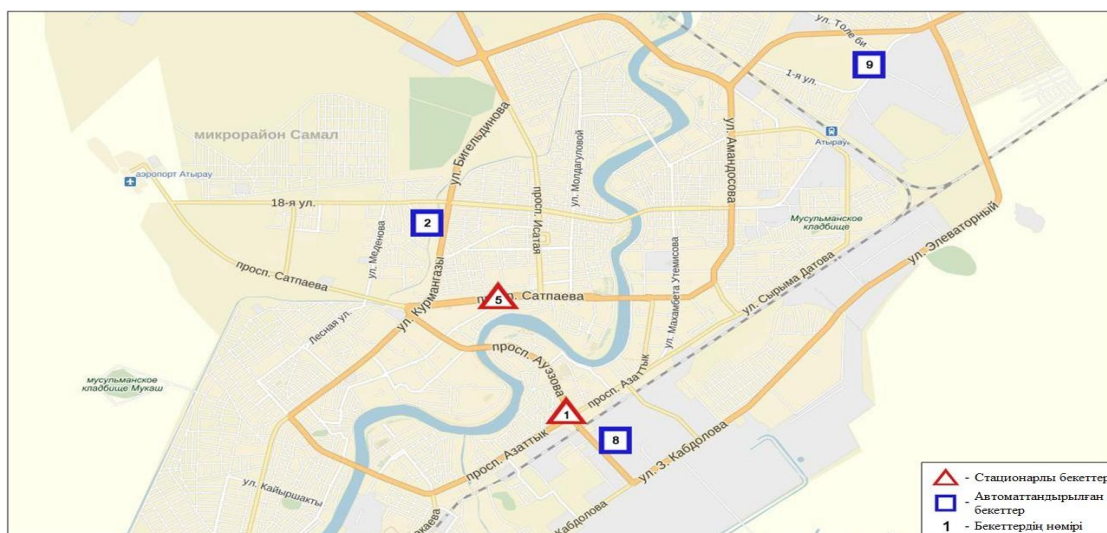 ул. Толе би
9
1-я ул.
ул. Бигельдинова
микрорайон Самал
ул. Молдагуловой
ул. Амандосова
Атырау
аэропорт Атырау
просп. Исатая
18-я ул.
2
Мусульманское
кладбище
ул. Элеваторный
ул. Меденова
просп. Сатпаева
ул. Махамбета Утемисова
ул. Сырыма Датова
5
п. Сатпаева
ул. Курмангазы
Лесная ул.
просп. Ауэзова
просп. Азаттык
мусульманское
кладбище Мукаш
1
8
просп. Азаттык
ул. З. Кабдолова
ул. Кайыршакты
Кабдолова
- Стационарлы бекеттер
- Автоматтандырылған
бекеттер
1 - Бекеттердің нөмірі